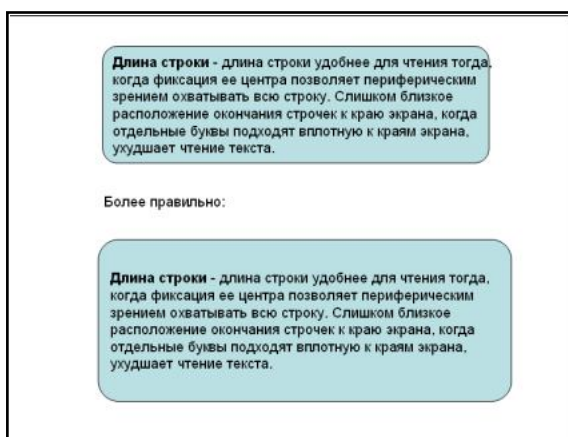 Длина строки - длина строки удобнее для чтения тогда,
когда фиксация ее центра позволяет периферическим
зрением охватывать всю строку. Слишком близкое
расположение окончания строчек к краю экрана, когда
отдельные буквы подходят вплотную к краям экрана,
ухудшает чтение текста.
Более правильно:
Длина строки - длина строки удобнее для чтения тогда,
когда фиксация ее центра позволяет периферическим
зрением охватывать всю строку. Слишком близкое
расположение окончания строчек к краю экрана, когда
отдельные буквы подходят вплотную к краям экрана,
ухудшает чтение текста.